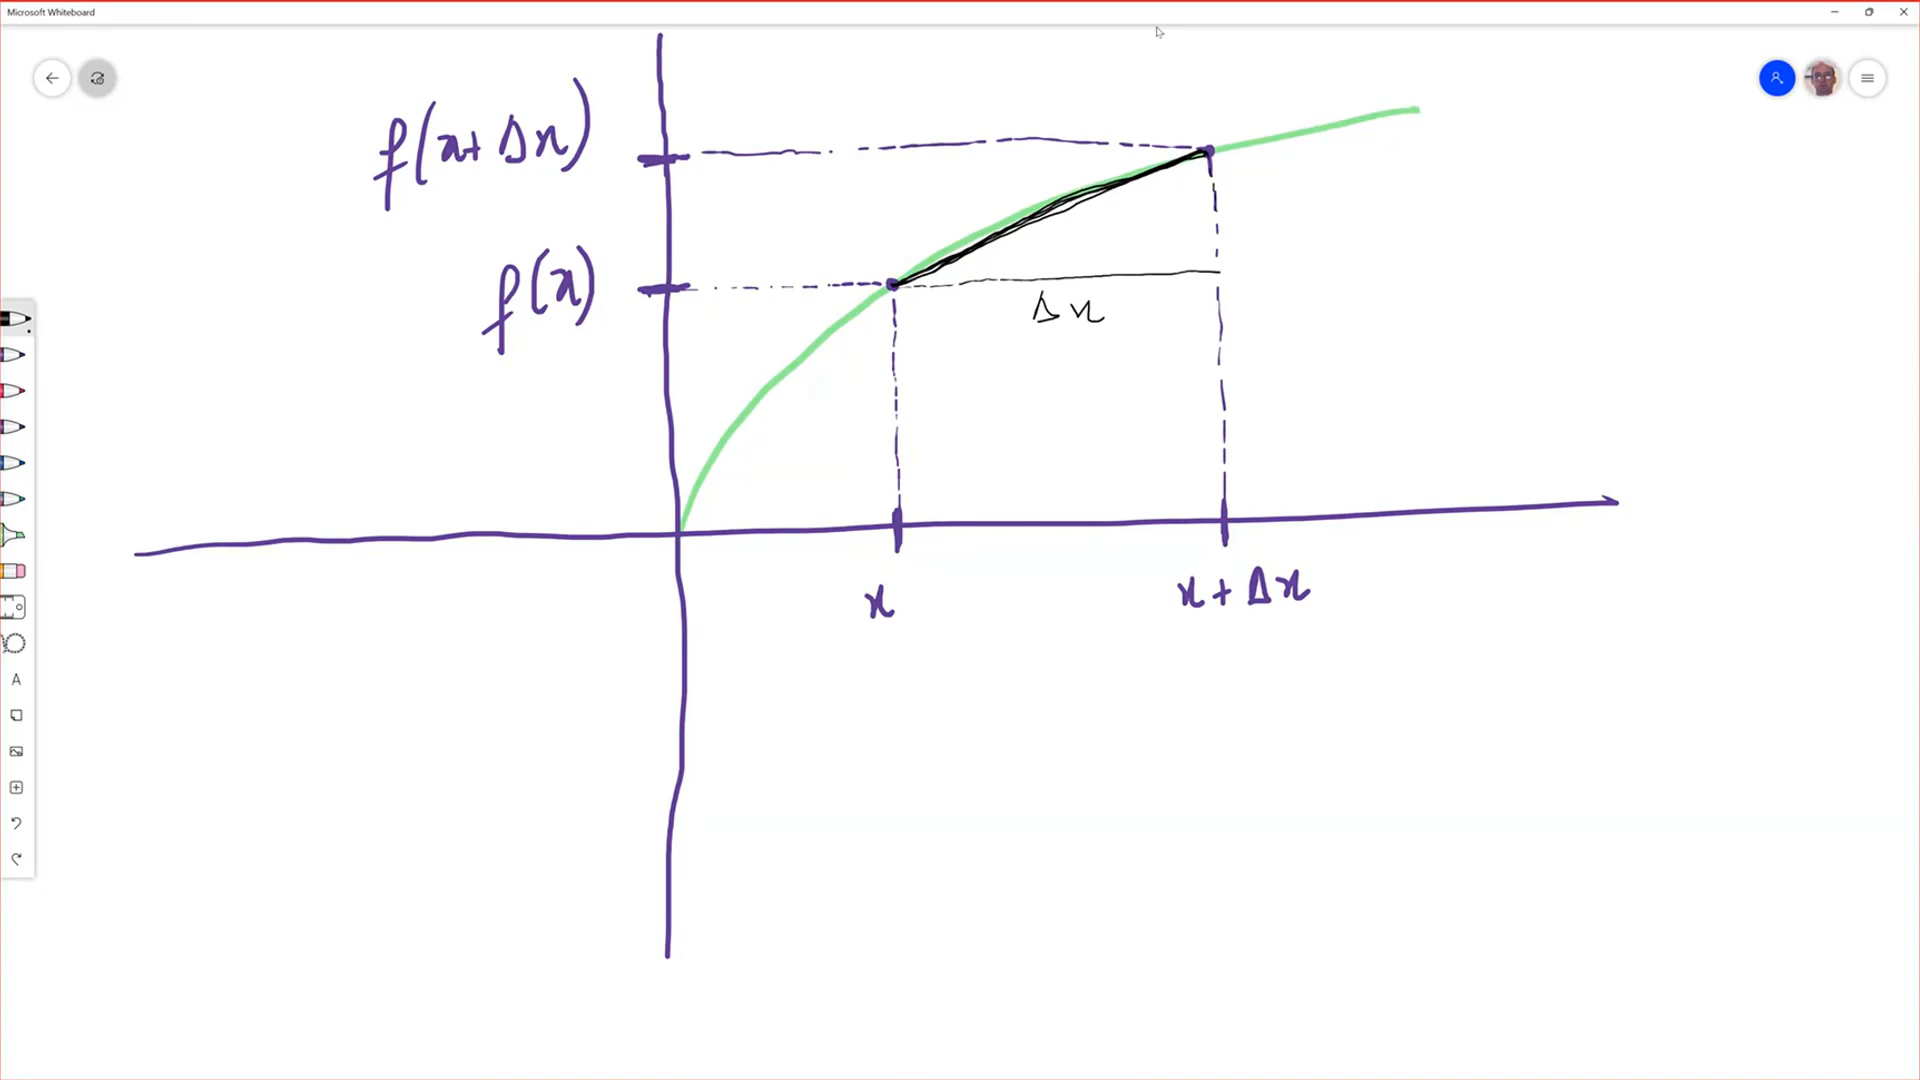 Microsoft Whiteboard
f(x+Δx)
f(x)
Δx
x
x+Δx
A